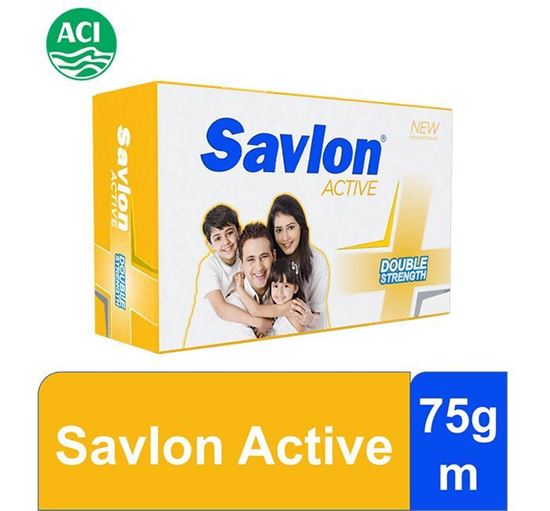 ACI
Savlon®
ACTIVE
NEW
DOUBLE
STRENGTH
Savlon
ACTIVE
DOUBLE
STRENGTH
Savlon Active
75g
m